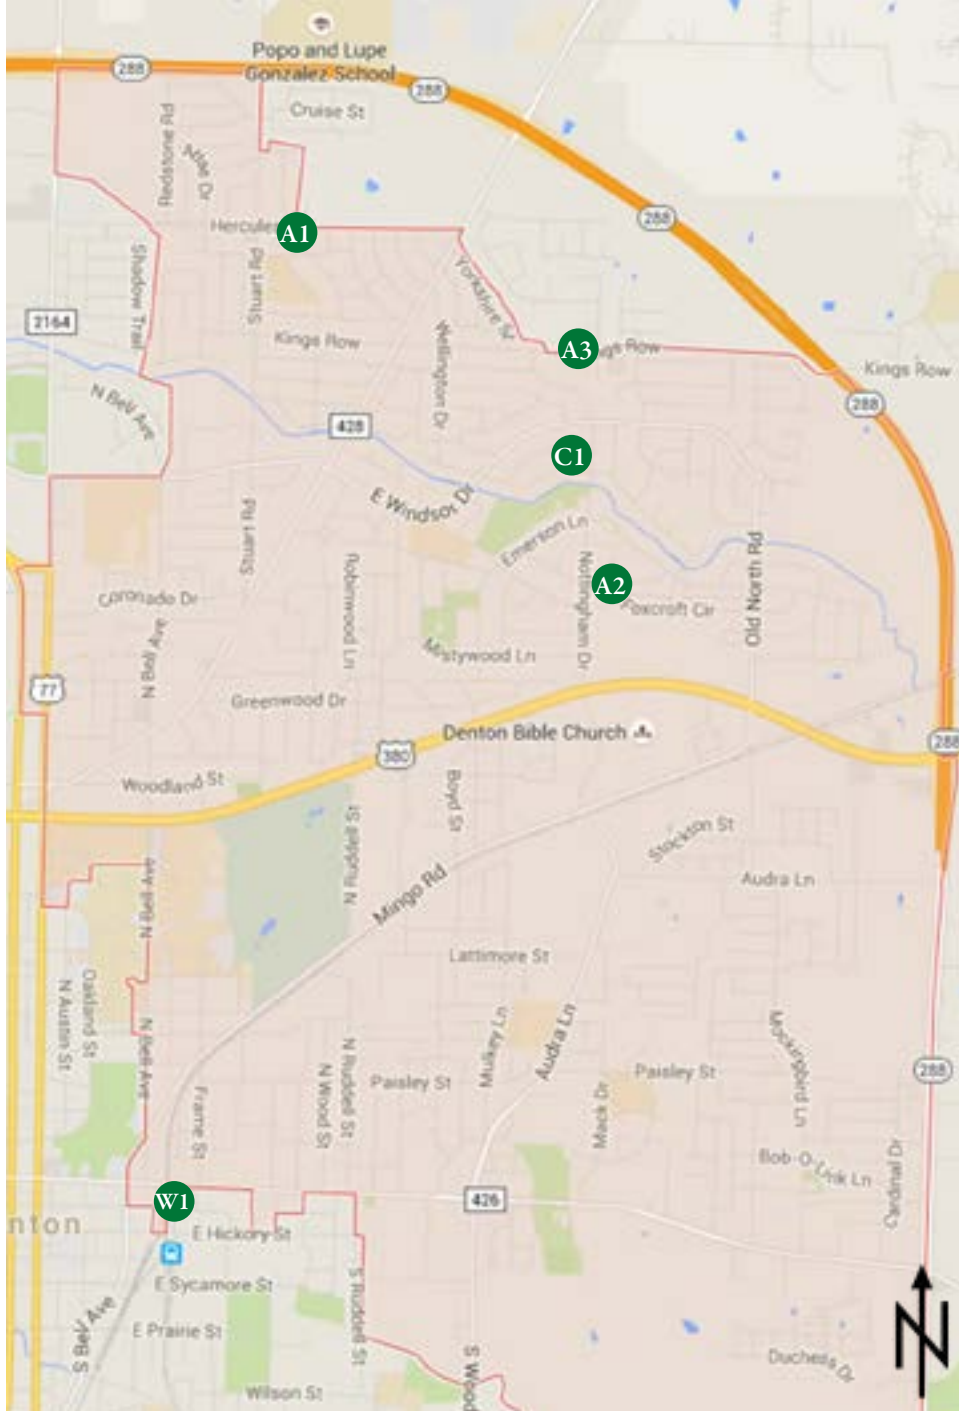 Popo and Lupe
Gonzalez School
288
288
Cruise St
Redstone Rd
Atlae Dr
Hercules
A1
288
Shadow Trail
Stuart Rd
Yorkshire St
2164
Kings Row
Wellington Dr
A3
ngs Row
Kings Row
N Bell Ave
288
428
C1
E Windsor Dr
Stuart Rd
Emerson Ln
Old North Rd
Robinwood Ln
Nottingham Dr
A2
Coronado Dr
Foxcroft Cir
N Bell Ave
Mistywood Ln
77
Greenwood Dr
Denton Bible Church
288
380
Woodland St
Boyd St
N Ruddell St
Stockton St
Audra Ln
N Bell Ave
Mingo Rd
Lattimore St
Oakland St
N Austin St
N Bell Ave
Mulkey Ln
Audra Ln
Mockingbird Ln
N Ruddell St
N Wood St
Paisley St
Paisley St
288
Frame St
Mack Dr
Bob-O-Link Ln
Cardinal Dr
W1
426
nton
E Hickory St
E Sycamore St
S Ruddell St
S Bell Ave
E Prairie St
N
Duchess Dr
S Wood
Wilson St